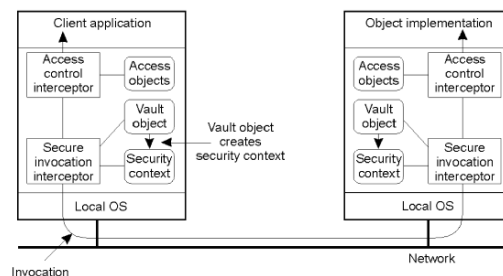 Client application
Access
control
interceptor
Access
objects
Vault
object
Secure
invocation
interceptor
Security
context
Local OS
Vault object
creates
security context
Object implementation
Access
objects
Access
control
interceptor
Vault
object
Security
context
Secure
invocation
interceptor
Local OS
Network
Invocation